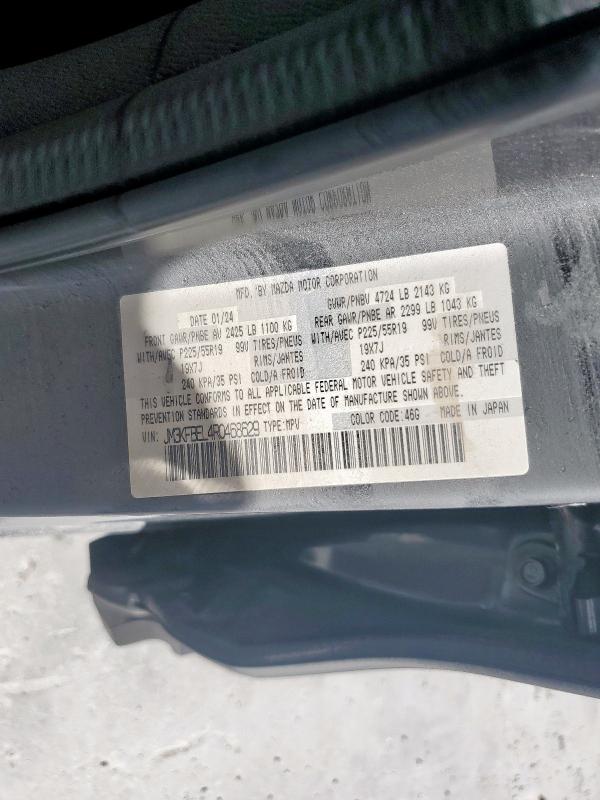 MFD. BY MAZDA MOTOR CORPORATION
DATE 01/24 GVWR/PNBV 4724 LB 2143 KG
FRONT GAWR/PNBE AV 2425 LB 1100 KG REAR GAWR/PNBE AR 2299 LB 1043 KG
WITH/AVEC P225/55R19 99V TIRES/PNEUS WITH/AVEC P225/55R19 99V TIRES/PNEUS
19X7J RIMS/JANTES 19X7J RIMS/JANTES
240 KPA/35 PSI COLD/A FROID 240 KPA/35 PSI COLD/A FROID
THIS VEHICLE CONFORMS TO ALL APPLICABLE FEDERAL MOTOR VEHICLE SAFETY AND THEFT
PREVENTION STANDARDS IN EFFECT ON THE DATE OF MANUFACTURE SHOWN ABOVE.
VIN: JM3KFBEL4R0468629 TYPE:MPV COLOR CODE:46G MADE IN JAPAN